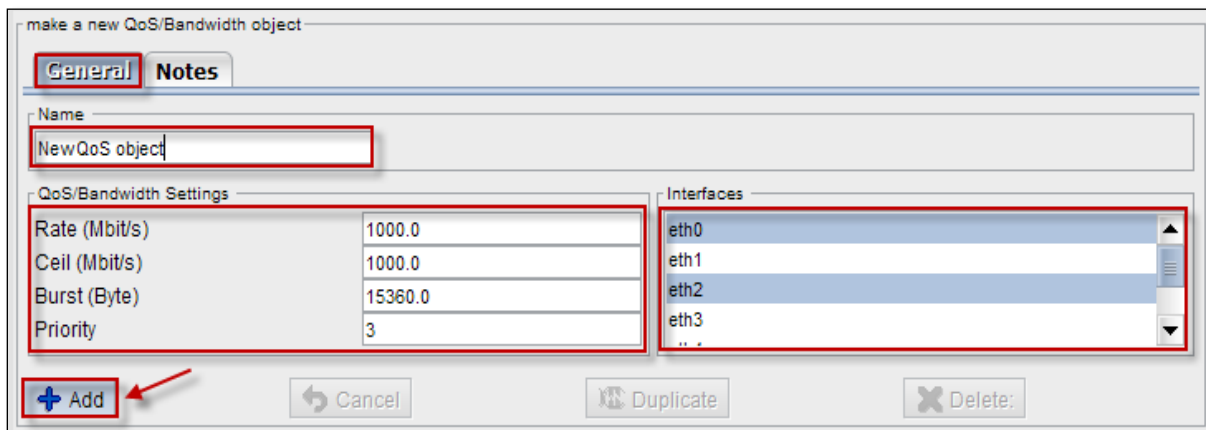 make a new QoS/Bandwidth object
General Notes
Name
NewQoS object
QoS/Bandwidth Settings
Rate (Mbit/s) 1000.0
Ceil (Mbit/s) 1000.0
Burst (Byte) 15360.0
Priority 3
Interfaces
eth0
eth1
eth2
eth3
Add Cancel Duplicate Delete: